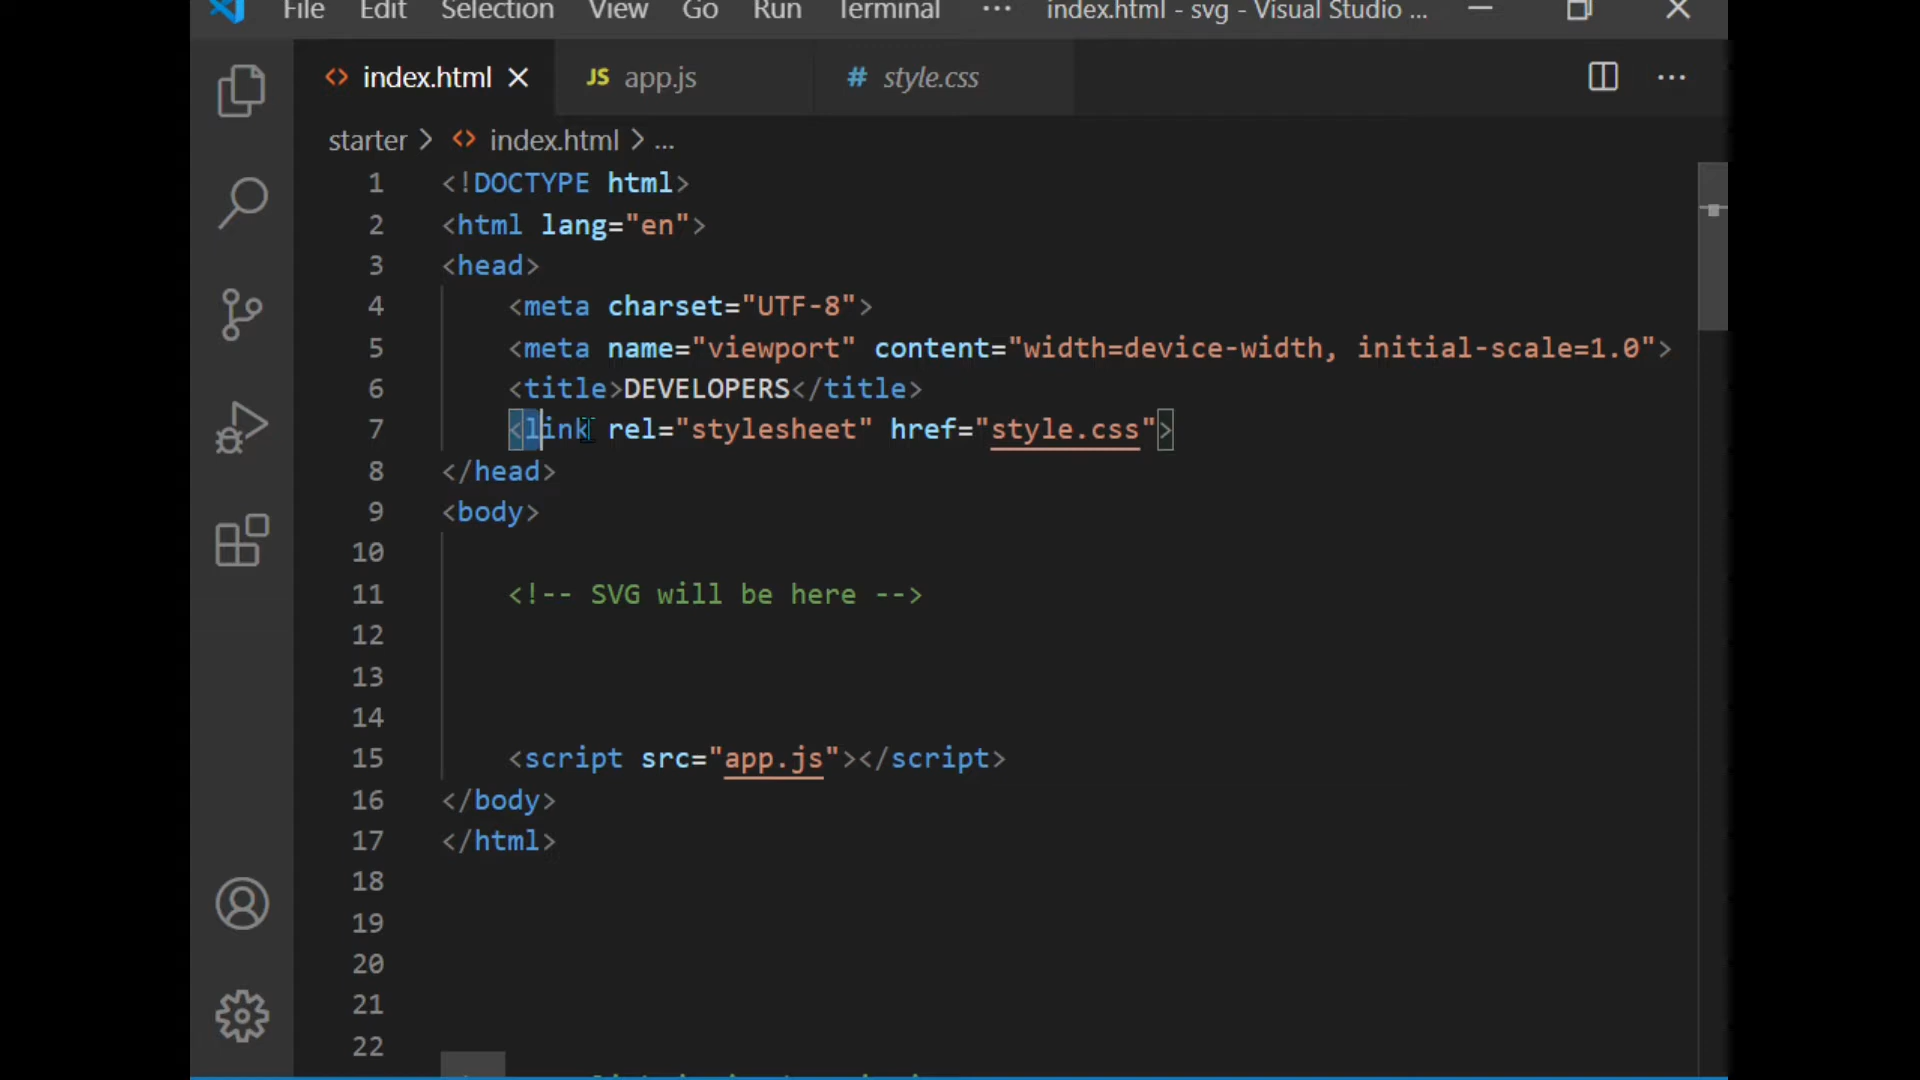 File Edit Selection View Go Run Terminal ··· index.html - svg - Visual Studio ...
index.html JS app.js # style.css
starter > index.html > ...
1 <!DOCTYPE html>
2 <html lang="en">
3 <head>
4 <meta charset="UTF-8">
5 <meta name="viewport" content="width=device-width, initial-scale=1.0">
6 <title>DEVELOPERS</title>
7 <link rel="stylesheet" href="style.css">
8 </head>
9 <body>
10
11 <!-- SVG will be here -->
12
13
14
15 <script src="app.js"></script>
16 </body>
17 </html>
18
19
20
21
22